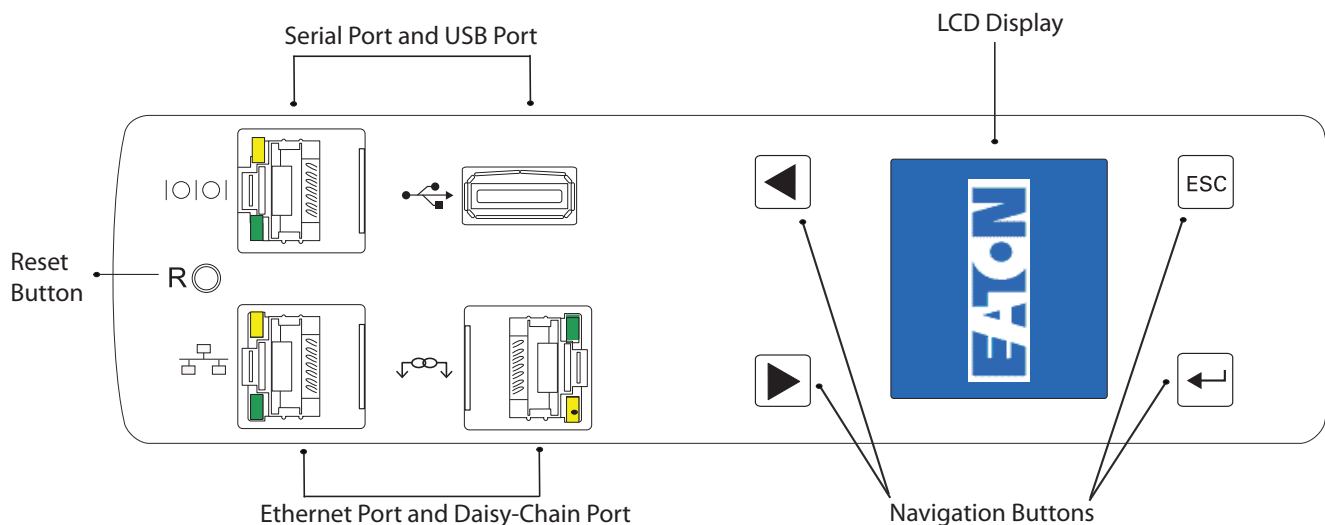 Serial Port and USB Port
LCD Display
ESC
Reset
Button
R
EATON
Ethernet Port and Daisy-Chain Port
Navigation Buttons